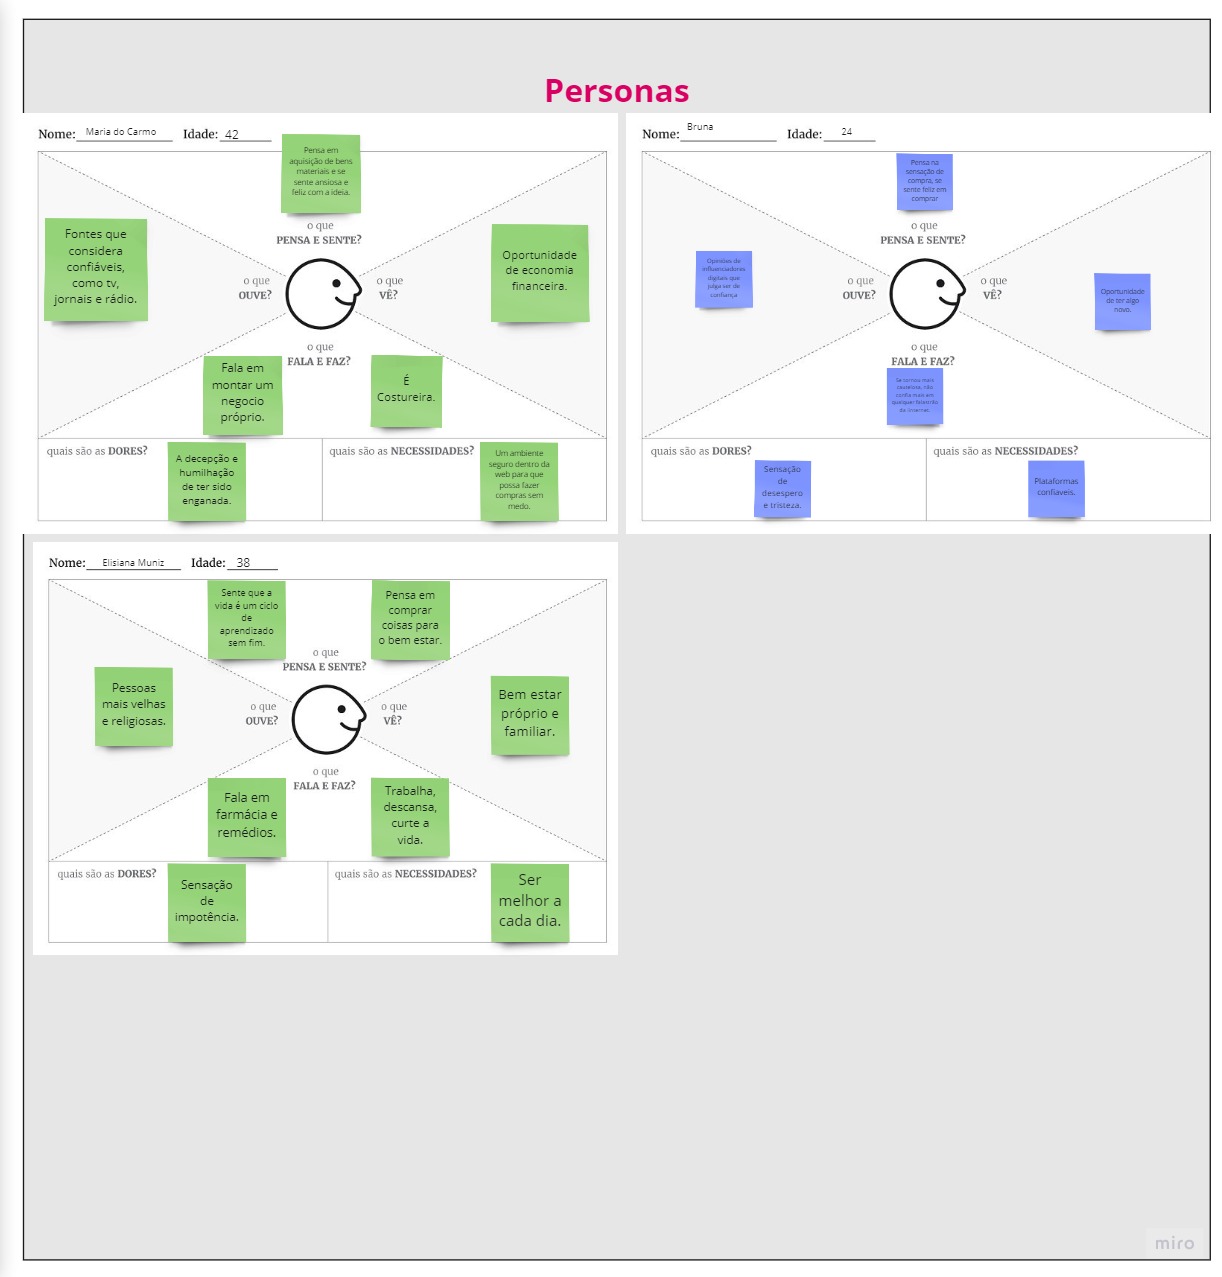 Personas
Nome: Maria do Carmo Idade: 42
Pensa em
aquisição de bens
materiais e se
sente ansiosa e
feliz com a ideia.
o que
PENSA E SENTE?
Fontes que
considera
confiáveis,
como tv,
jornais e rádio.
o que
OUVE?
o que
VÊ?
Oportunidade
de economia
financeira.
o que
FALA E FAZ?
Fala em
montar um
negocio
próprio.
É
Costureira.
quais são as DORES?
A decepção e
humilhação
de ter sido
enganada.
quais são as NECESSIDADES?
Um ambiente
seguro dentro da
web para que
possa fazer
compras sem
medo.
Nome: Bruna Idade: 24
Pensa na
sensação de
compra, se
sente feliz em
comprar
o que
PENSA E SENTE?
Opiniões de
influenciadores
digitais que
julga ser de
confiança
o que
OUVE?
o que
VÊ?
Oportunidade
de ter algo
novo.
o que
FALA E FAZ?
Se tornou mais
cautelosa, não
confia mais em
qualquer
da internet.
quais são as DORES?
Sensação
de
desespero
e tristeza.
quais são as NECESSIDADES?
Plataformas
confiaveis.
Nome: Elisiana Muniz Idade: 38
Sente que a
vida é um ciclo
de
aprendizado
sem fim.
Pensa em
comprar
coisas para
o bem estar.
o que
PENSA E SENTE?
Pessoas
mais velhas
e religiosas.
o que
OUVE?
o que
VÊ?
Bem estar
próprio e
familiar.
o que
FALA E FAZ?
Fala em
farmácia e
remédios.
Trabalha,
descansa,
curte a
vida.
quais são as DORES?
Sensação
de
impotência.
quais são as NECESSIDADES?
Ser
melhor a
cada dia.
miro